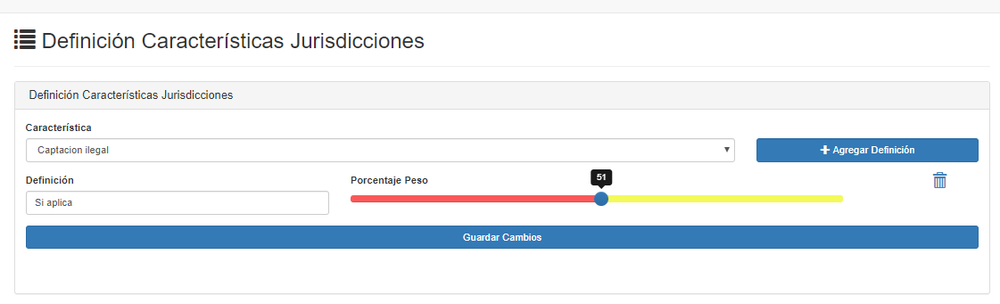 Definición Características Jurisdicciones
Definición Características Jurisdicciones
Característica
Captacion ilegal
Agregar Definición
Definición
Porcentaje Peso
51
Si aplica
Guardar Cambios